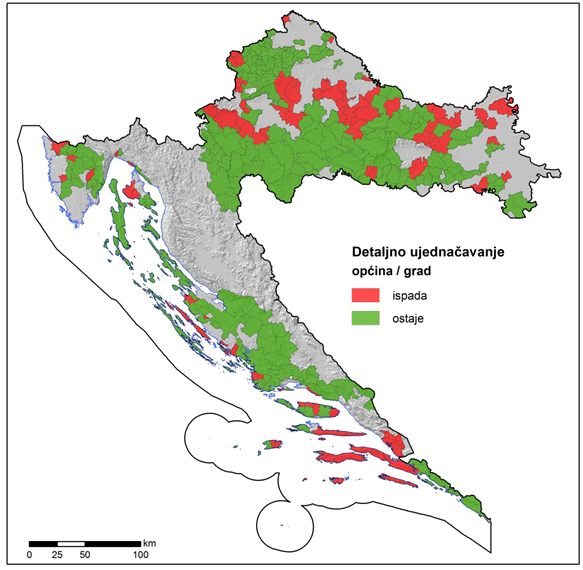 Detaljno ujednačavanje
općina / grad
ispada
ostaje
km
0 25 50 100